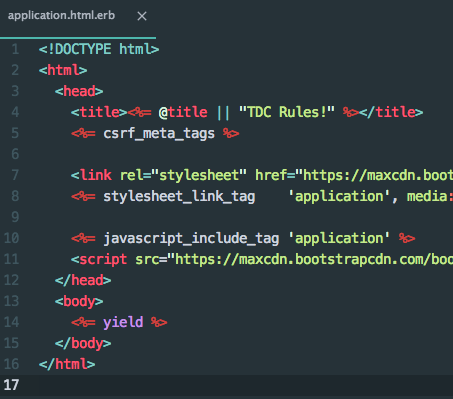 application.html.erb ×
1 <!DOCTYPE html>
2 <html>
3 <head>
4 <title><%= @title || "TDC Rules!" %></title>
5 <%= csrf_meta_tags %>
6
7 <link rel="stylesheet" href="https://maxcdn.boots
8 <%= stylesheet_link_tag 'application', media:
9
10 <%= javascript_include_tag 'application' %>
11 <script src="https://maxcdn.bootstrapcdn.com/boo
12 </head>
13 <body>
14 <%= yield %>
15 </body>
16 </html>
17